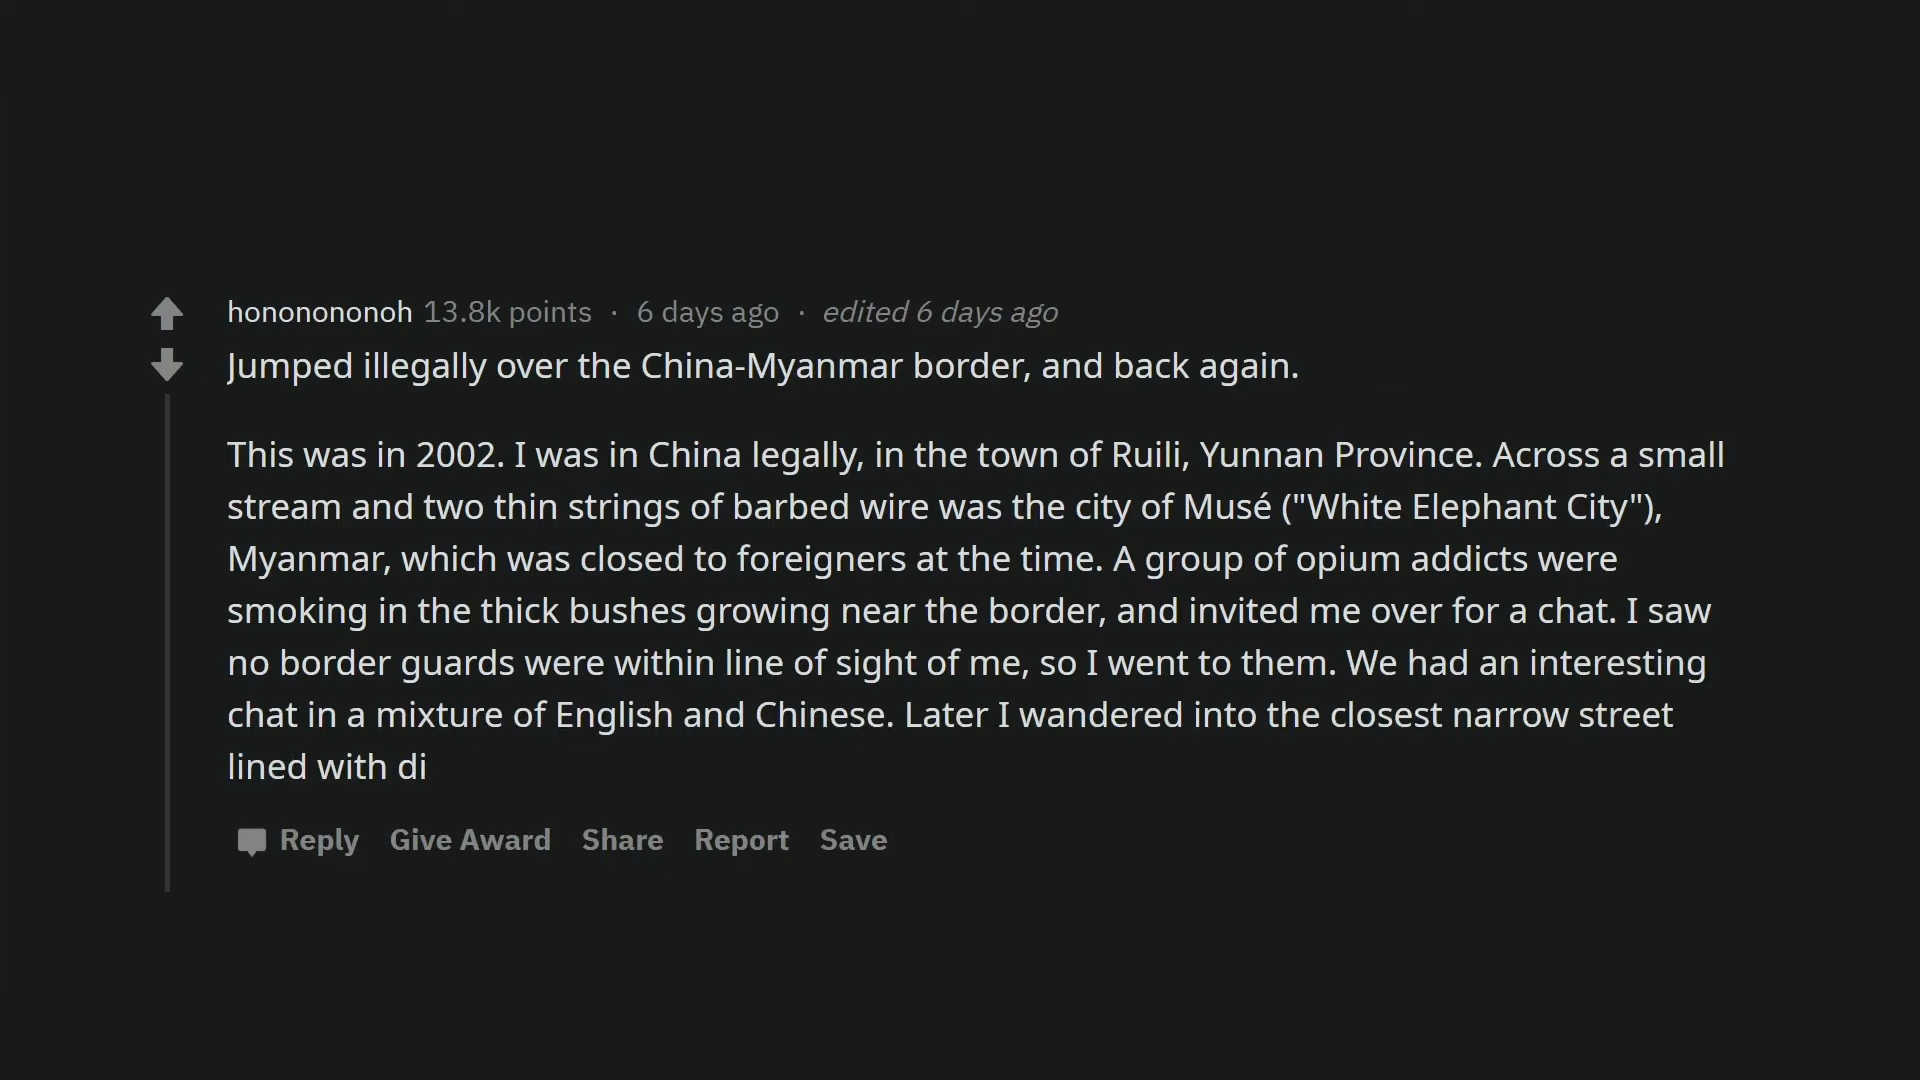 honononono​h 13.8k points · 6 days ago · edited 6 days ago
Jumped illegally over the China-Myanmar border, and back again.
This was in 2002. I was in China legally, in the town of Ruili, Yunnan Province. Across a small
stream and two thin strings of barbed wire was the city of Musé ("White Elephant City"),
Myanmar, which was closed to foreigners at the time. A group of opium addicts were
smoking in the thick bushes growing near the border, and invited me over for a chat. I saw
no border guards were within line of sight of me, so I went to them. We had an interesting
chat in a mixture of English and Chinese. Later I wandered into the closest narrow street
lined with di
Reply Give Award Share Report Save